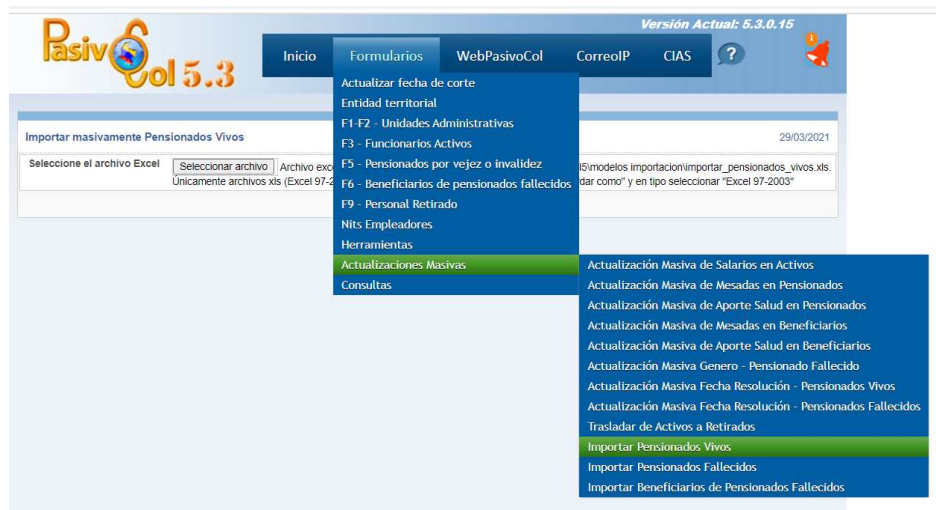 Versión Actual: 5.3.0.15
PasivoCol 5.3
Inicio Formularios WebPasivoCol CorreoIP CIAS ? 1
Actualizar fecha de corte
Entidad territorial
F1-F2 - Unidades Administrativas
F3 - Funcionarios Activos
F5 - Pensionados por vejez o invalidez
F6 - Beneficiarios de pensionados fallecidos
F9 - Personal Retirado
Nits Empleadores
Herramientas
Actualizaciones Masivas
Consultas
Importar masivamente Pensionados Vivos 29/03/2021
Seleccione el archivo Excel Seleccionar archivo Archivo l5\modelos importacion\importar_pensionados_vivos.xls.
Únicamente archivos xls (Excel 97-2 dar como" y en tipo seleccionar "Excel 97-2003"
Actualización Masiva de Salarios en Activos
Actualización Masiva de Mesadas en Pensionados
Actualización Masiva de Aporte Salud en Pensionados
Actualización Masiva de Mesadas en Beneficiarios
Actualización Masiva de Aporte Salud en Beneficiarios
Actualización Masiva Genero - Pensionado Fallecido
Actualización Masiva Fecha Resolución - Pensionados Vivos
Actualización Masiva Fecha Resolución - Pensionados Fallecidos
Trasladar de Activos a Retirados
Importar Pensionados Vivos
Importar Pensionados Fallecidos
Importar Beneficiarios de Pensionados Fallecidos